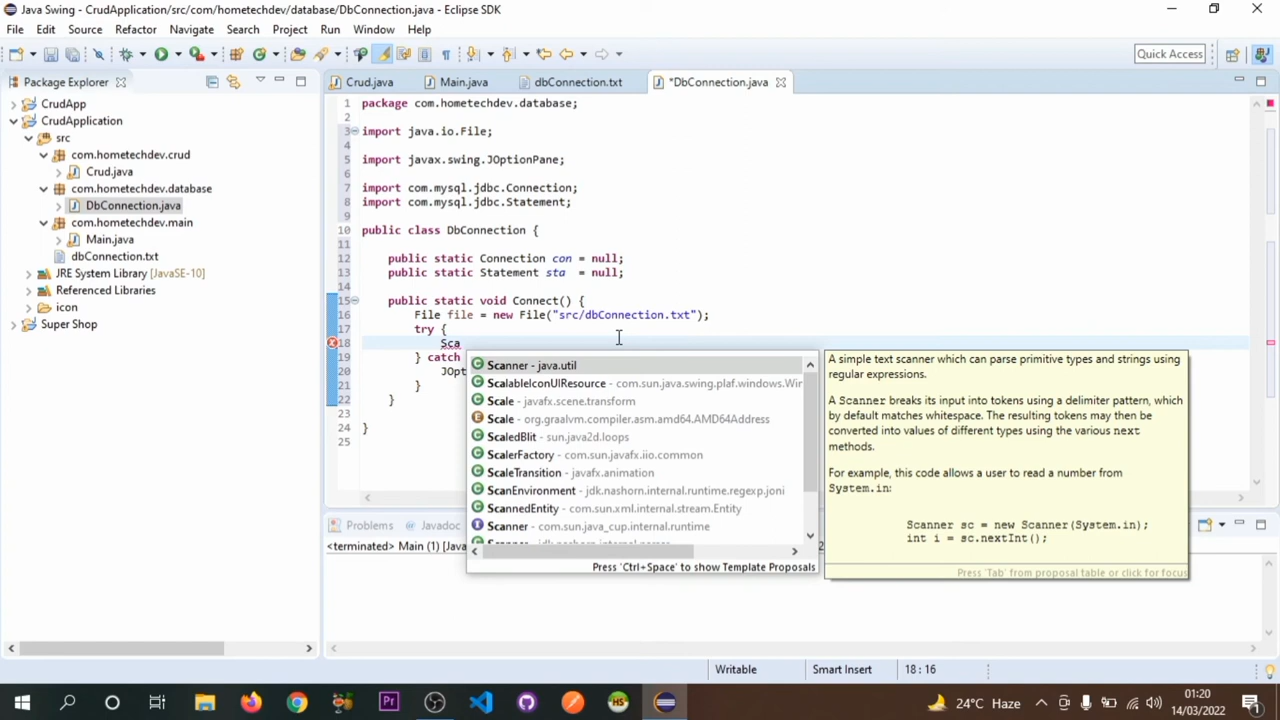 Java Swing - CrudApplication/src/com/hometechdev/database/DbConnection.java - Eclipse SDK
File Edit Source Refactor Navigate Search Project Run Window Help
Quick Access
Package Explorer
Crud.java Main.java dbConnection.txt *DbConnection.java
CrudApp
CrudApplication
src
com.hometechdev.crud
Crud.java
com.hometechdev.database
DbConnection.java
com.hometechdev.main
Main.java
dbConnection.txt
JRE System Library [JavaSE-10]
Referenced Libraries
icon
Super Shop
1 package com.hometechdev.database;
2
3 import java.io.File;
4
5 import javax.swing.JOptionPane;
6
7 import com.mysql.jdbc.Connection;
8 import com.mysql.jdbc.Statement;
9
10 public class DbConnection {
11
12 public static Connection con = null;
13 public static Statement sta = null;
14
15 public static void Connect() {
16 File file = new File("src/dbConnection.txt");
17 try {
18 Sca
19 } catch
20 JOpt
21 }
22 }
23
24 }
25
Scanner - java.util
ScalableIconUIResource - com.sun.java.swing.plaf.windows.Wir
Scale - javafx.scene.transform
Scale - org.graalvm.compiler.asm.amd64.AMD64Address
ScaledBlit - sun.java2d.loops
ScalerFactory - com.sun.javafx.iio.common
ScaleTransition - javafx.animation
ScanEnvironment - jdk.nashorn.internal.runtime.regexp.joni
ScannedEntity - com.sun.xml.internal.stream.Entity
Scanner - com.sun.java_cup.internal.runtime
Press 'Ctrl+Space' to show Template Proposals
A simple text scanner which can parse primitive types and strings using
regular expressions.
A Scanner breaks its input into tokens using a delimiter pattern, which
by default matches whitespace. The resulting tokens may then be
converted into values of different types using the various next
methods.
For example, this code allows a user to read a number from
System.in:
Scanner sc = new Scanner(System.in);
int i = sc.nextInt();
Press 'Tab' from proposal table or click for focus
Problems Javadoc
<terminated> Main (1) [Java
Writable Smart Insert 18 : 16
Pr HS 24°C Haze 01:20
14/03/2022
1